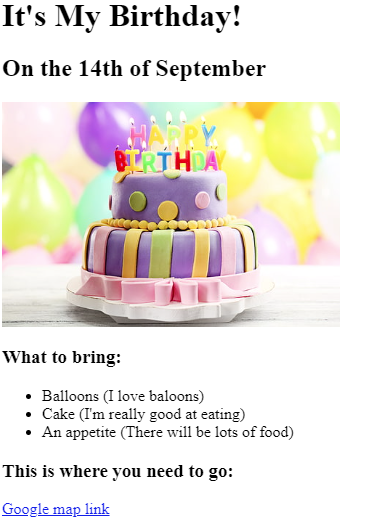 It's My Birthday!
On the 14th of September
HAPPY
BIRTHDAY
What to bring:
Balloons (I love baloons)
Cake (I'm really good at eating)
An appetite (There will be lots of food)
This is where you need to go:
Google map link